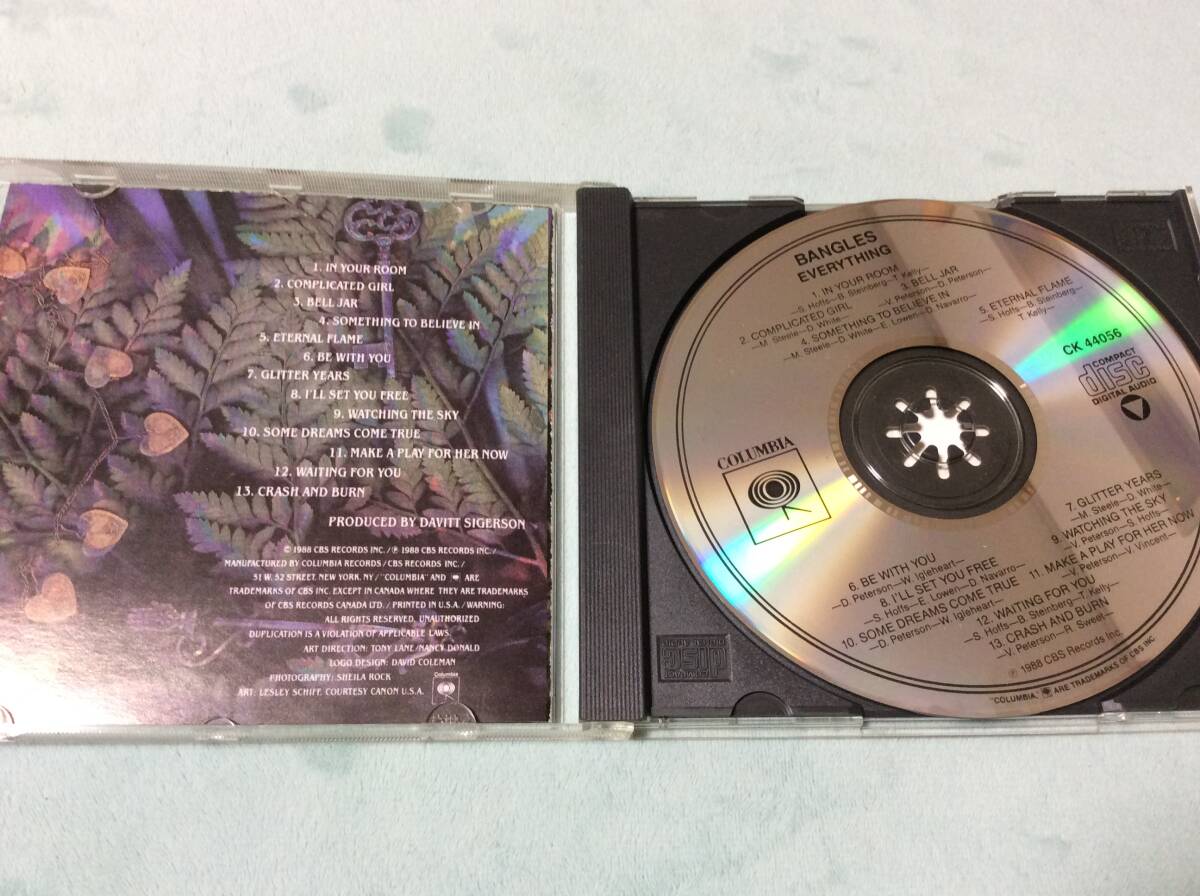 1. IN YOUR ROOM
2. COMPLICATED GIRL
3. BELL JAR
4. SOMETHING TO BELIEVE IN
5. ETERNAL FLAME
6. BE WITH YOU
7. GLITTER YEARS
8. I'LL SET YOU FREE
9. WATCHING THE SKY
10. SOME DREAMS COME TRUE
11. MAKE A PLAY FOR HER NOW
12. WAITING FOR YOU
13. CRASH AND BURN
PRODUCED BY DAVITT SIGERSON
© 1988 CBS RECORDS INC. / ℗ 1988 CBS RECORDS INC. /
MANUFACTURED BY COLUMBIA RECORDS / CBS RECORDS INC. /
51 W. 52 STREET, NEW YORK, NY / "COLUMBIA" AND ARE
TRADEMARKS OF CBS INC. EXCEPT IN CANADA WHERE THEY ARE TRADEMARKS
OF CBS RECORDS CANADA LTD. / PRINTED IN U.S.A. / WARNING:
ALL RIGHTS RESERVED. UNAUTHORIZED
DUPLICATION IS A VIOLATION OF APPLICABLE LAWS.
ART DIRECTION: TONY LANE/NANCY DONALD
LOGO DESIGN: DAVID COLEMAN
PHOTOGRAPHY: SHEILA ROCK
ART: LESLEY SCHIFF, COURTESY CANON U.S.A.
Columbia
BANGLES
EVERYTHING
1. IN YOUR ROOM
—S. Hoffs—B. Steinberg—T. Kelly—
2. COMPLICATED GIRL
—M. Steele—D. White—
3. BELL JAR
—V. Peterson—D. Peterson—
4. SOMETHING TO BELIEVE IN
—M. Steele—D. White—E. Lowen—D. Navarro—
5. ETERNAL FLAME
—S. Hoffs—B. Steinberg—
T. Kelly—
CK 44056
COMPACT
disc
DIGITAL AUDIO
COLUMBIA
6. BE WITH YOU
—D. Peterson—W. Igleheart—
7. GLITTER YEARS
—M. Steele—D. White—
8. I'LL SET YOU FREE
—S. Hoffs—E. Lowen—D. Navarro—
9. WATCHING THE SKY
—V. Peterson—S. Hoffs—
10. SOME DREAMS COME TRUE
—D. Peterson—W. Igleheart—
11. MAKE A PLAY FOR HER NOW
—V. Peterson—V. Vincent—
12. WAITING FOR YOU
—S. Hoffs—B. Steinberg—T. Kelly—
13. CRASH AND BURN
—V. Peterson—R. Sweet—
℗ 1988 CBS Records Inc.
"COLUMBIA," ARE TRADEMARKS OF CBS INC.
disc